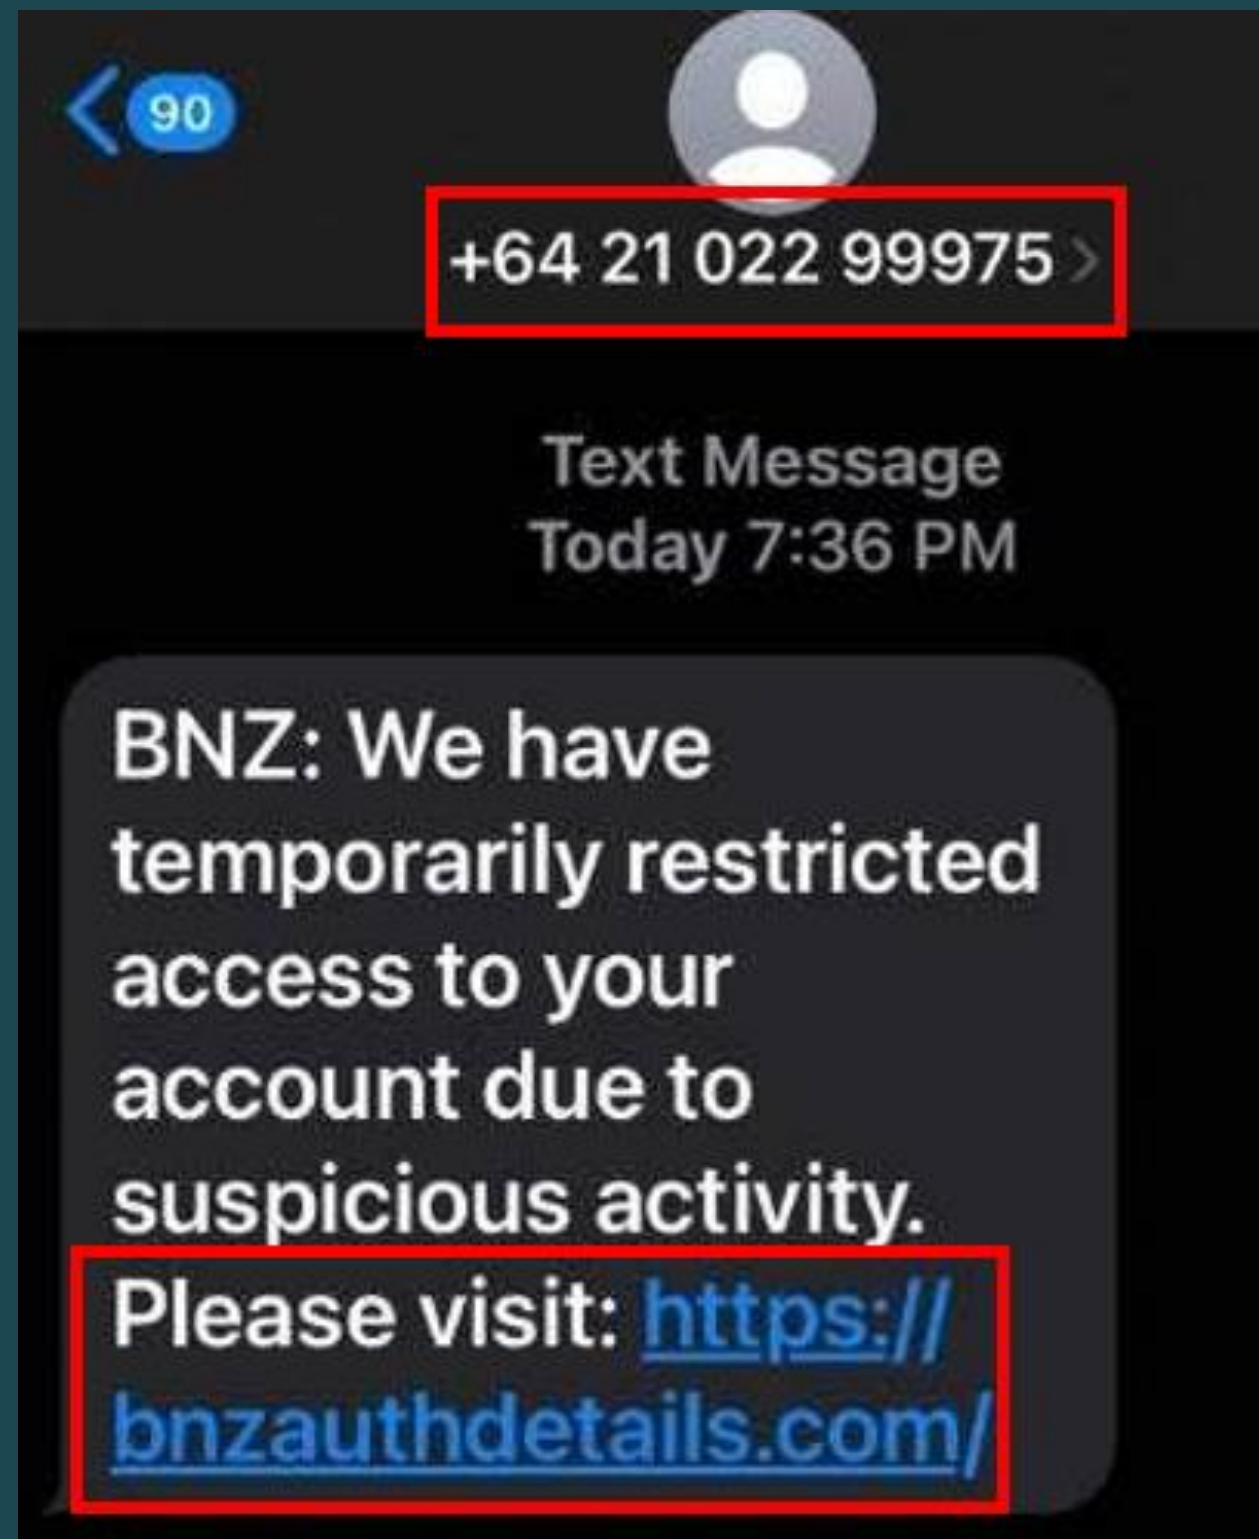 90
+64 21 022 99975
Text Message
Today 7:36 PM
BNZ: We have
temporarily restricted
access to your
account due to
suspicious activity.
Please visit: https://
bnzauthdetails.com/